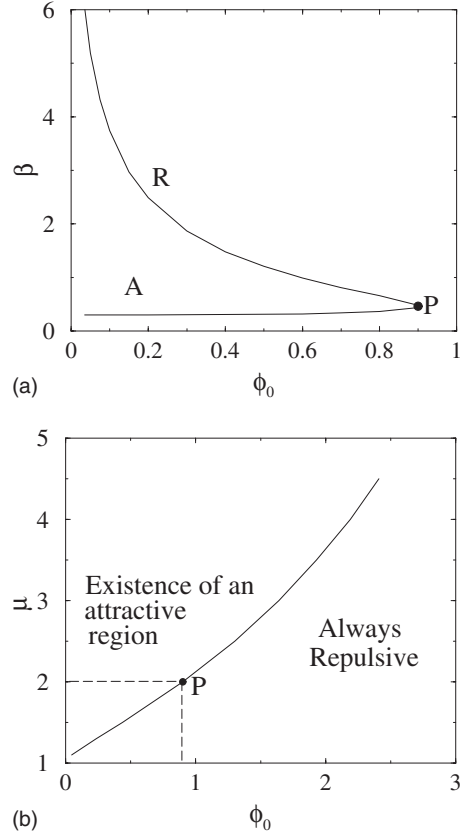 6
4
β
R
2
A
P
0
0 0.2 0.4 0.6 0.8 1
(a)
ϕ₀
5
4
Existence of an
attractive
region
μ
3
Always
Repulsive
2
P
1
0 1 2 3
(b)
ϕ₀